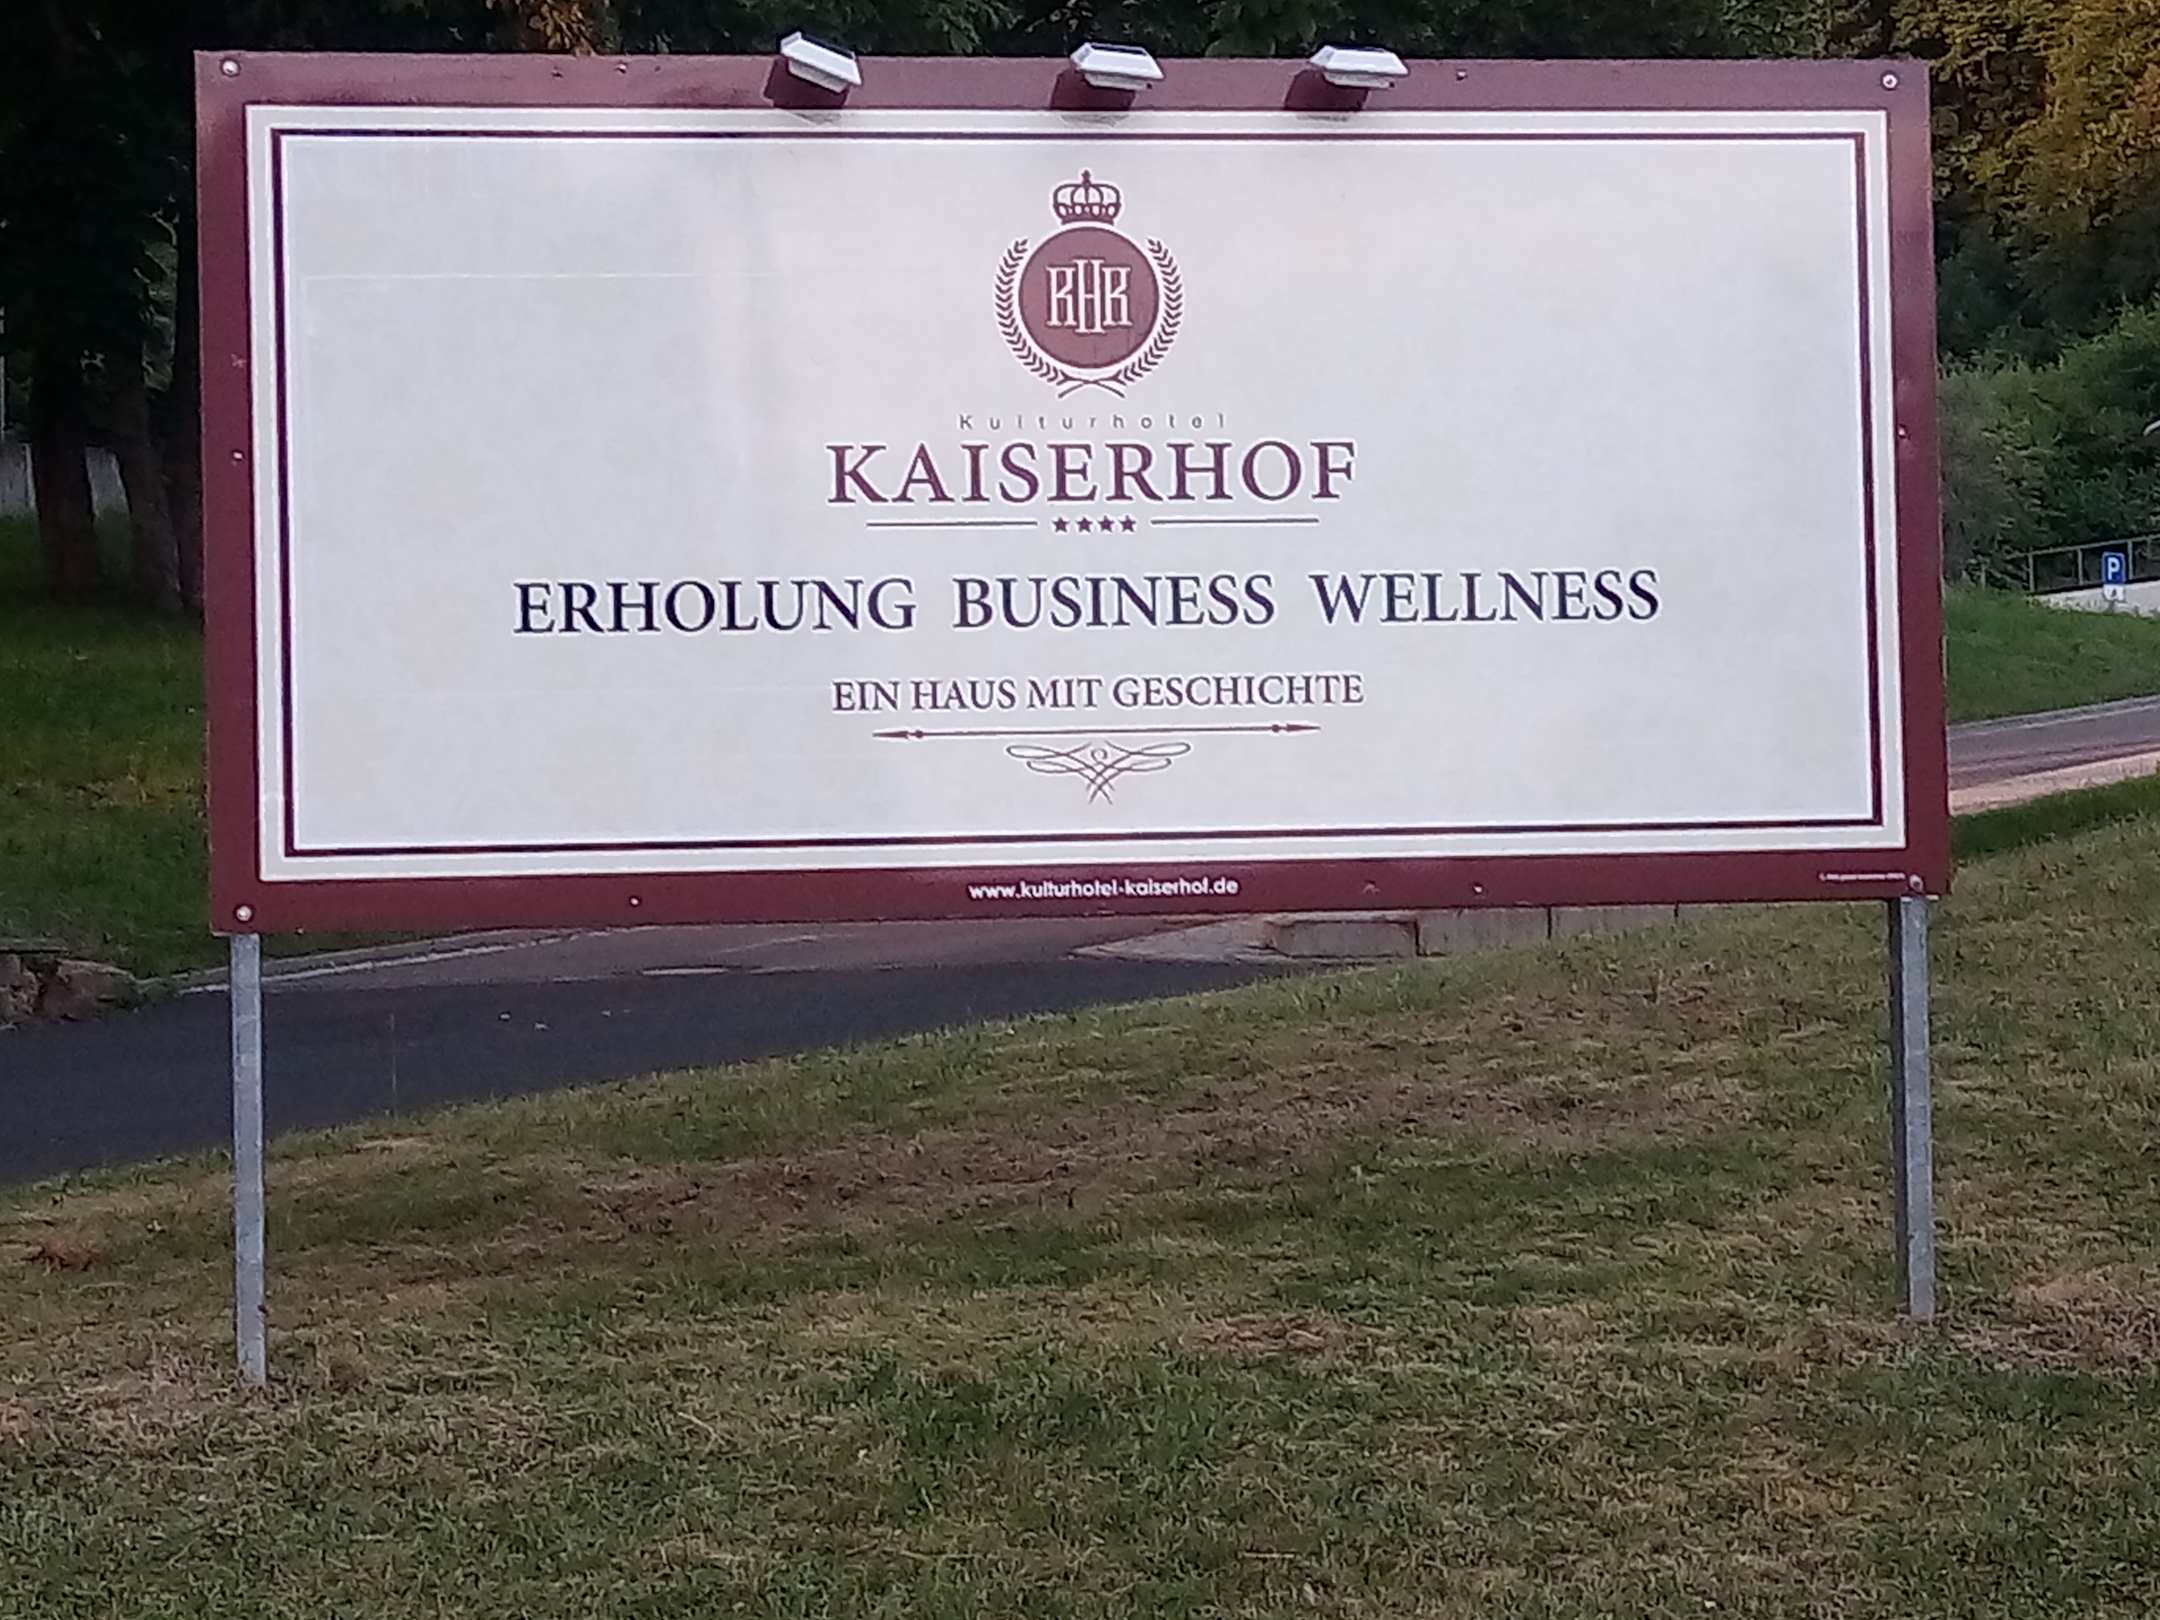 KHK
Kulturhotel
KAISERHOF
ERHOLUNG BUSINESS WELLNESS
EIN HAUS MIT GESCHICHTE
www.kulturhotel-kaiserhof.de
P